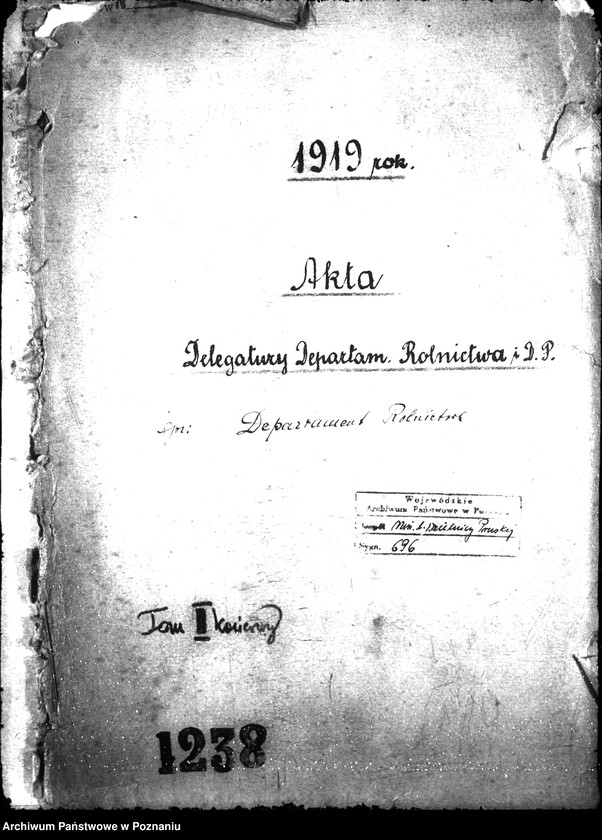 1919 rok.
Akta
Delegatury Departam. Rolnictwa i D. P.
Departament Rolnictwa
Wojewódzkie
Archiwum Państwowe w
Min. b. Dzielnicy Pruskiej
Sygn. 696
Tom II
1238
Archiwum Państwowe w Poznaniu